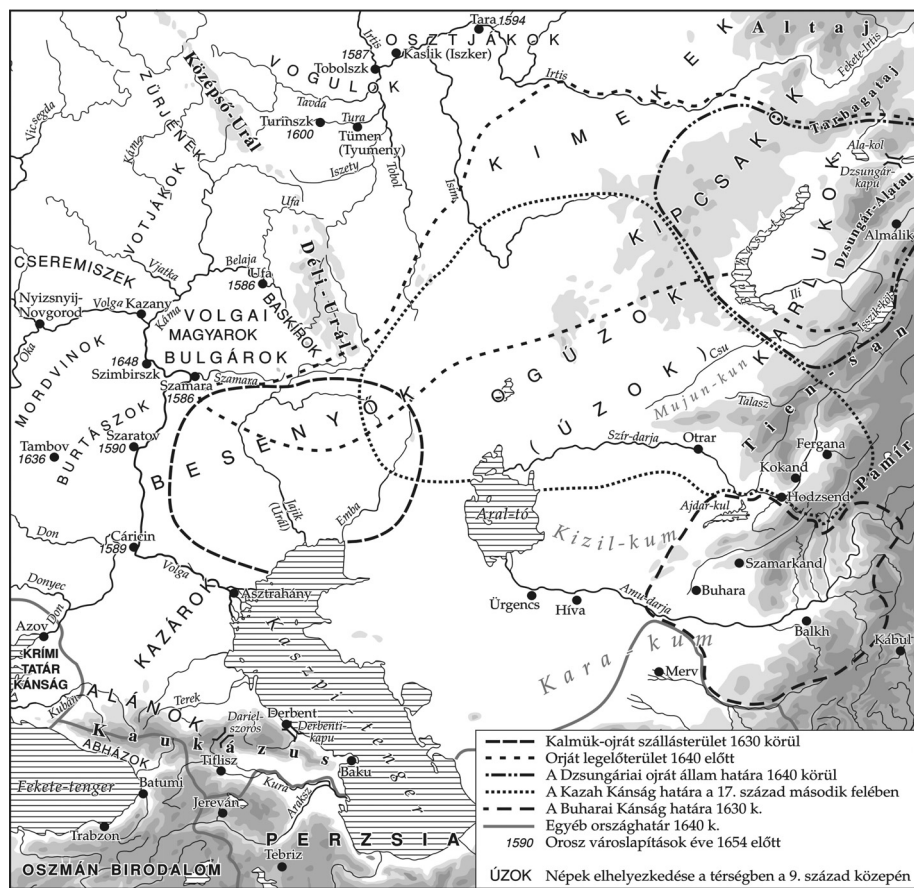 Tara 1594
Altaj
OSZTJÁKOK
Irtis
1587
Kaslik (Iszker)
Tobolszk
Fekete-Irtis
Középső-Urál
VOGULOK
Irtis
ZÜRJÉNEK
Tavda
Tarbagataj
Vicsegda
Tura
Turinszk
1600
Tümen
(Tyumeny)
KIMEKEK
Ala-köl
Káma
Iszety
Tobol
Isim
Dzsungár-kapu
VOTJÁKOK
Ufa
KIPCSAKOK
Dzsungár-Alatau
Almálik
CSEREMISZEK
Vjatka
Belaja
Ufa
1586
Déli-Urál
KARLUKOK
Ili
Nyizsnyij-
Novgorod
Volga
Kazany
Káma
VOLGAI
MAGYAROK
BULGÁROK
BASKÍROK
Isszik-köl
Oka
MORDVINOK
1648
Szimbirszk
Szamara
1586
Szamara
OGÚZOK
(ÚZOK)
Csu
Mujun-kum
Tien-san
Talasz
BURTÁSZOK
Szaratov
1590
Tambov
1636
BESENYŐK
Szír-darja
Otrar
Fergana
Kokand
Pamír
Hodzsend
Jajik
(Urál)
Emba
Aral-tó
Ajdar-kul
Kizil-kum
Don
Cáricin
1589
Szamarkand
Donyec
Volga
Buhara
Asztrahány
Ürgencs
Híva
Amu-darja
Balkh
Don
Azov
KAZÁROK
Kara-kum
Kábul
KRÍMI
TATÁR
KÁNSÁG
Merv
Kaszpi-tenger
ALÁNOK
Terek
Kubán
Kaukázus
Dariel-
szoros
Derbent
Derbenti-
kapu
ABHÁZOK
Tiflisz
Baku
Fekete-tenger
Batumi
Kura
Araksz
Jereván
Trabzon
PERZSIA
OSZMÁN BIRODALOM
Tebriz
Kalmük-ojrát szállásterület 1630 körül
Orját legelőterület 1640 előtt
A Dzsungáriai ojrát állam határa 1640 körül
A Kazah Kánság határa a 17. század második felében
A Buharai Kánság határa 1630 k.
Egyéb országhatár 1640 k.
1590 Orosz városlapítások éve 1654 előtt
ÚZOK Népek elhelyezkedése a térségben a 9. század közepén